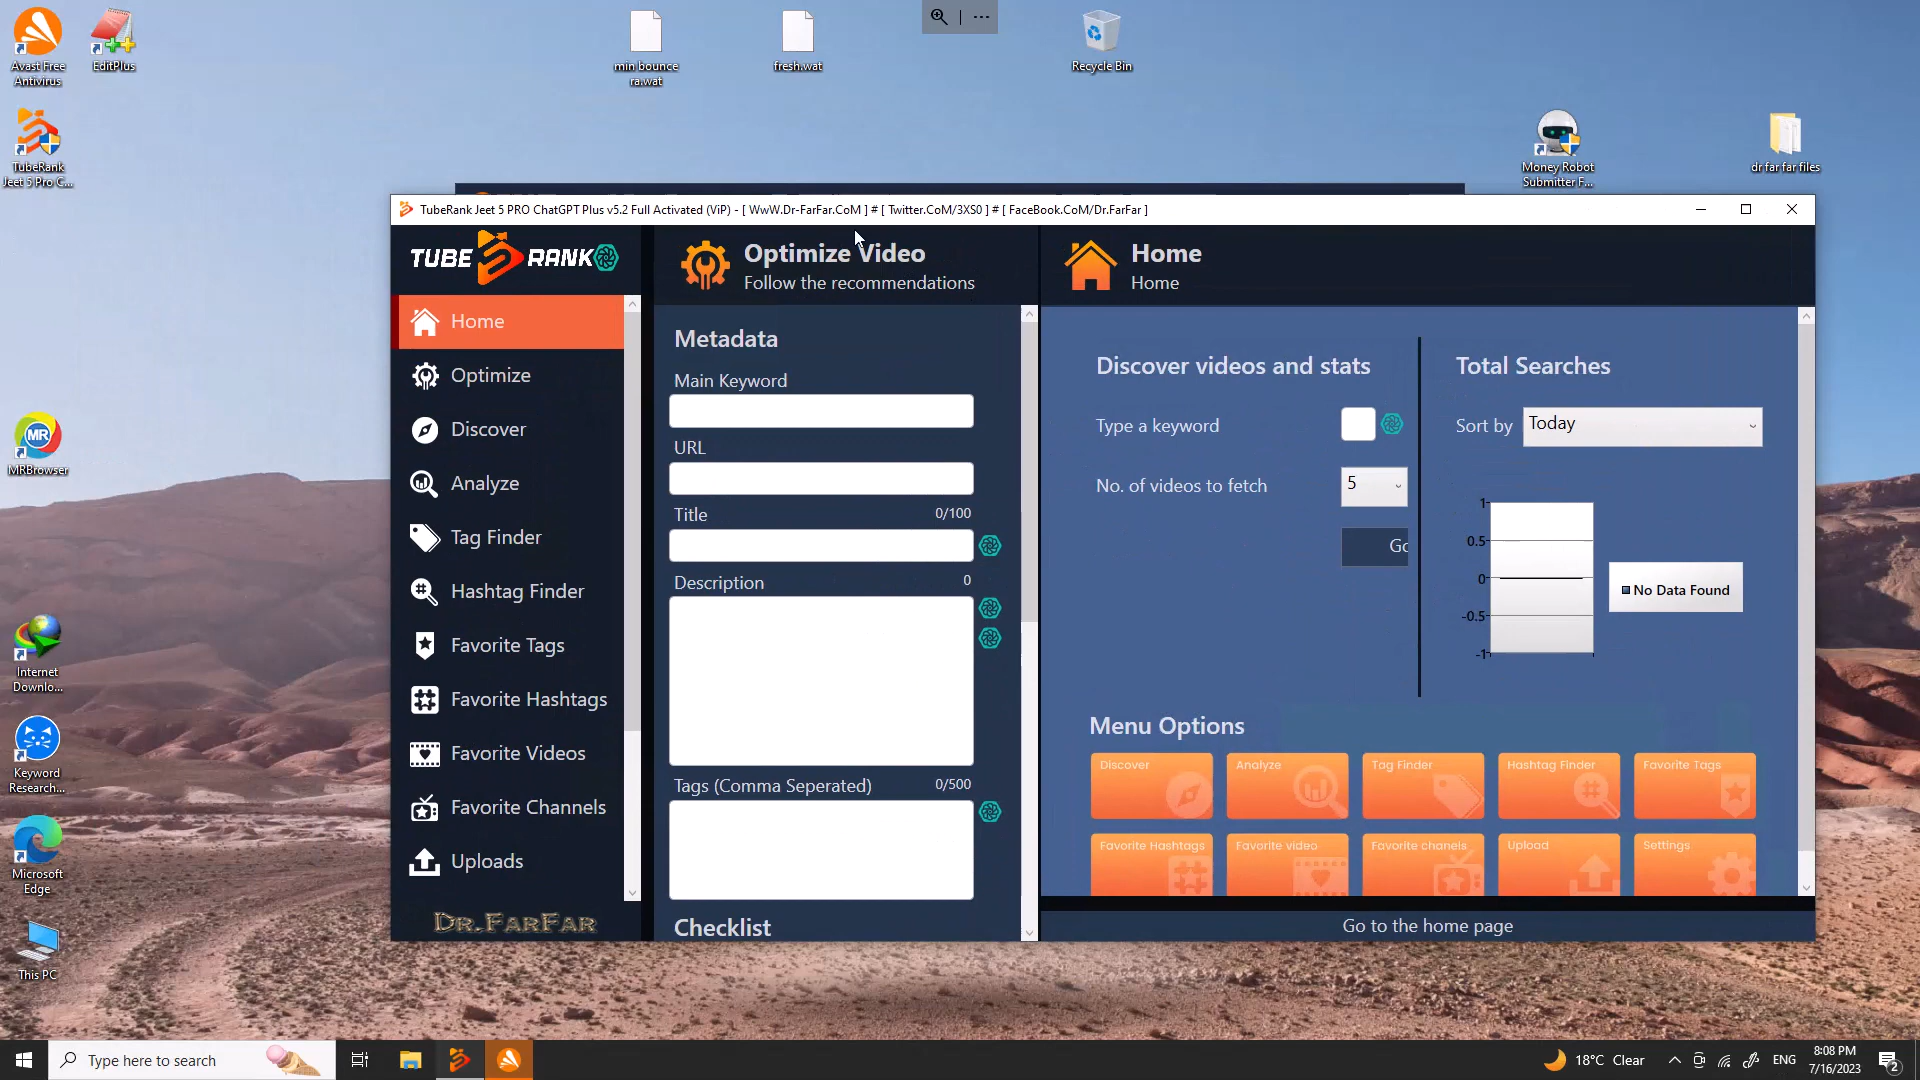 Avast Free
Antivirus
EditPlus
min bounce
ra.wat
fresh.wat
Recycle Bin
TubeRank
Jeet 5 Pro C...
Money Robot
Submitter F...
dr far far files
MRBrowser
Internet
Downlo...
Keyword
Research...
Microsoft
Edge
This PC
TubeRank Jeet 5 PRO ChatGPT Plus v5.2 Full Activated (ViP) - [ WwW.Dr-FarFar.CoM ] # [ Twitter.CoM/3XS0 ] # [ FaceBook.CoM/Dr.FarFar ]
TUBE 5 RANK
Home
Optimize
Discover
Analyze
Tag Finder
Hashtag Finder
Favorite Tags
Favorite Hashtags
Favorite Videos
Favorite Channels
Uploads
DR.FARFAR
Optimize Video
Follow the recommendations
Metadata
Main Keyword
URL
Title 0/100
Description 0
Tags (Comma Seperated) 0/500
Checklist
Home
Home
Discover videos and stats
Type a keyword
No. of videos to fetch 5
Go
Total Searches
Sort by Today
1
0.5
0
-0.5
-1
No Data Found
Menu Options
Discover Analyze Tag Finder Hashtag Finder Favorite Tags
Favorite Hashtags Favorite video Favorite chanels Upload Settings
Go to the home page
Type here to search
18°C Clear
ENG
8:08 PM
7/16/2023
2